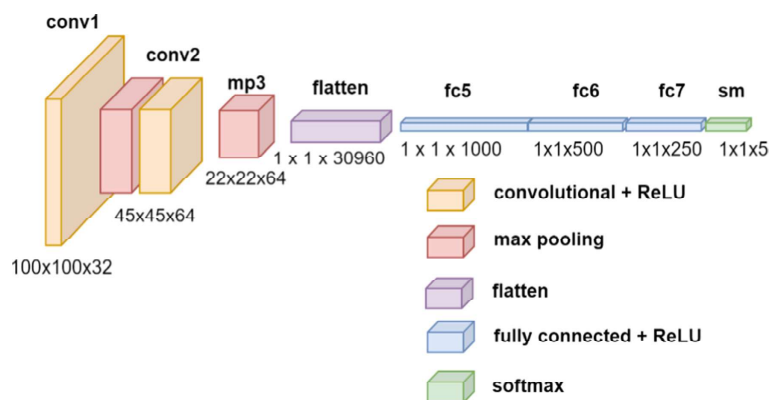 conv1
conv2
mp3
flatten
fc5
fc6
fc7
sm
1 x 1 x 30960
1 x 1 x 1000
1x1x500
1x1x250
1x1x5
22x22x64
45x45x64
100x100x32
convolutional + ReLU
max pooling
flatten
fully connected + ReLU
softmax